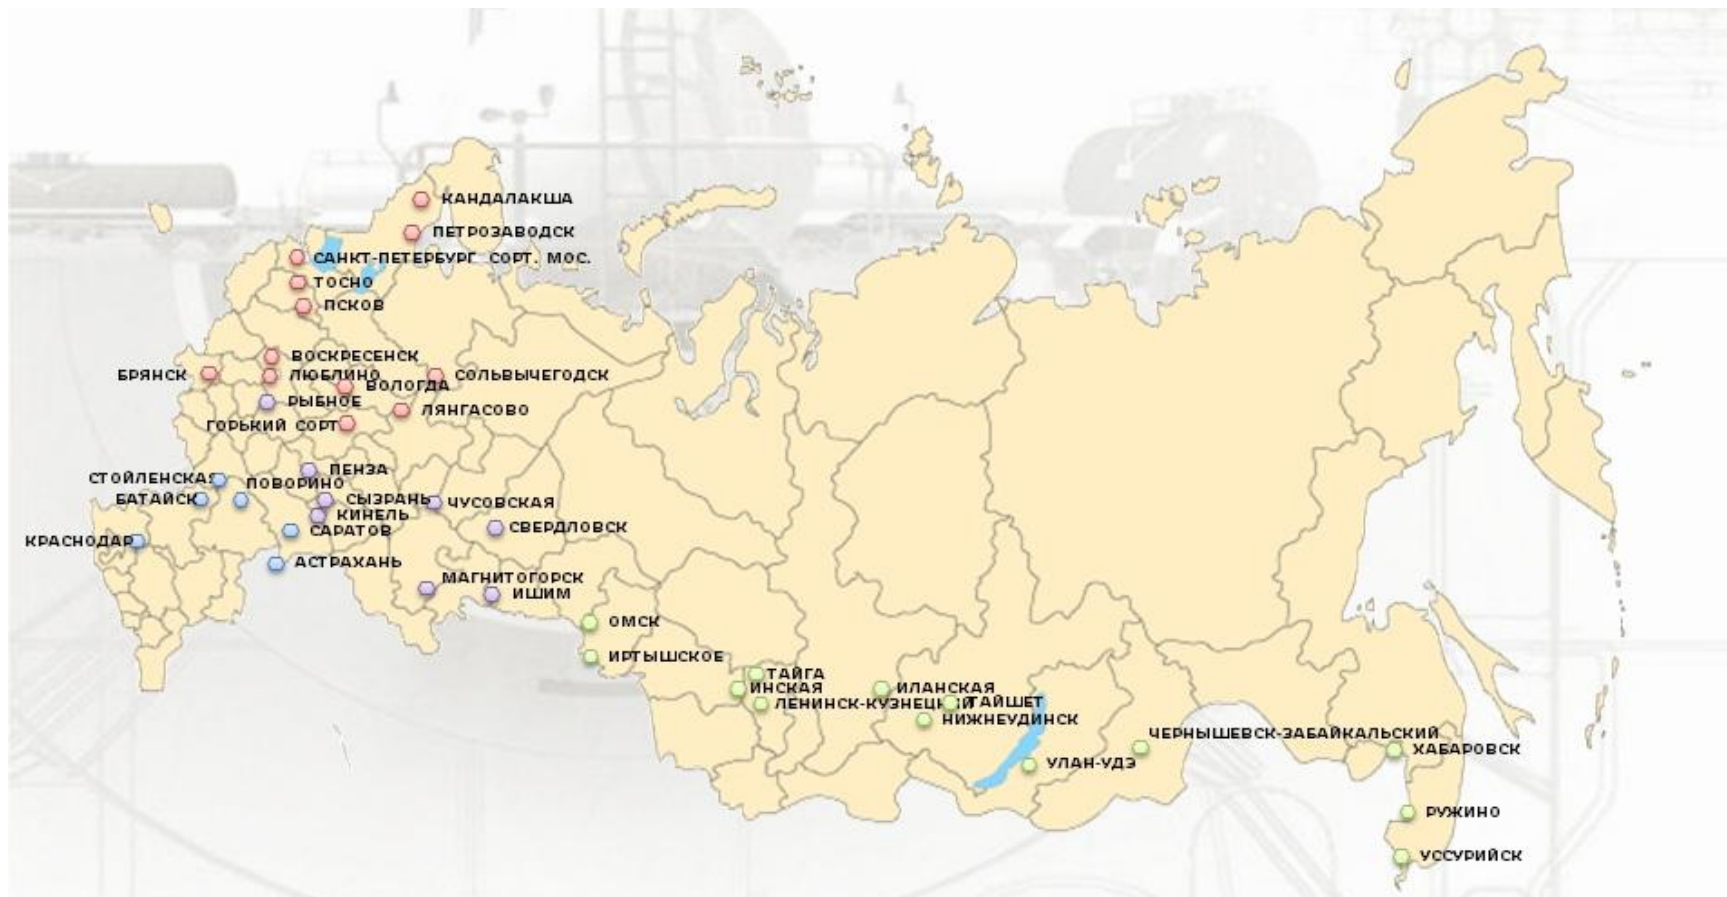 КАНДАЛАКША
ПЕТРОЗАВОДСК
САНКТ-ПЕТЕРБУРГ СОРТ. МОС.
ТОСНО
ПСКОВ
ВОСКРЕСЕНСК
БРЯНСК
ЛЮБЛИНО
ВОЛОГДА
СОЛЬВЫЧЕГОДСК
РЫБНОЕ
ЛЯНГАСОВО
ГОРЬКИЙ СОРТ
ПЕНЗА
СТОЙЛЕНСКАЯ
ПОВОРИНО
БАТАЙСК
СЫЗРАНЬ
ЧУСОВСКАЯ
КИНЕЛЬ
СВЕРДЛОВСК
САРАТОВ
КРАСНОДАР
АСТРАХАНЬ
МАГНИТОГОРСК
ИШИМ
ОМСК
ИРТЫШСКОЕ
ТАЙГА
ИНСКАЯ
ИЛАНСКАЯ
ЛЕНИНСК-КУЗНЕЦКИЙ
ТАЙШЕТ
НИЖНЕУДИНСК
ЧЕРНЫШЕВСК-ЗАБАЙКАЛЬСКИЙ
ХАБАРОВСК
УЛАН-УДЭ
РУЖИНО
УССУРИЙСК